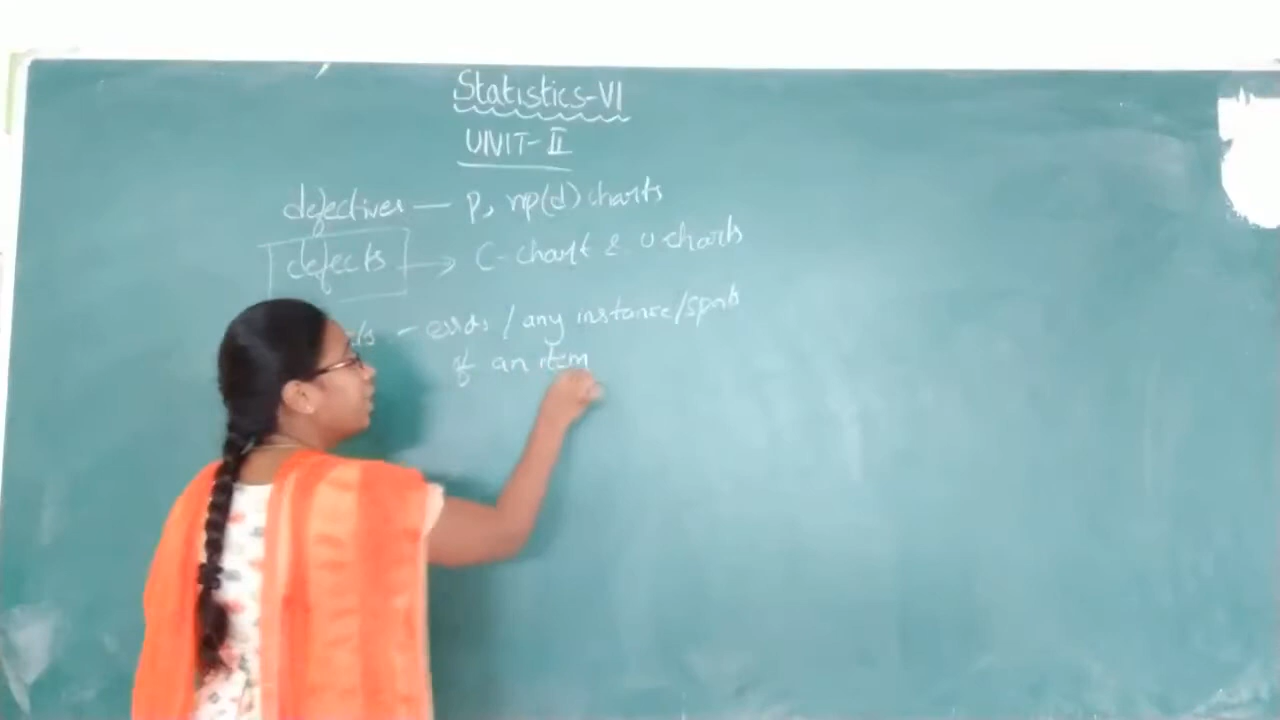 Statistics-VI
UNIT-II
defectives — P, np(d) charts
defects → C-chart & U charts
— errors / any instance/spots
of an item